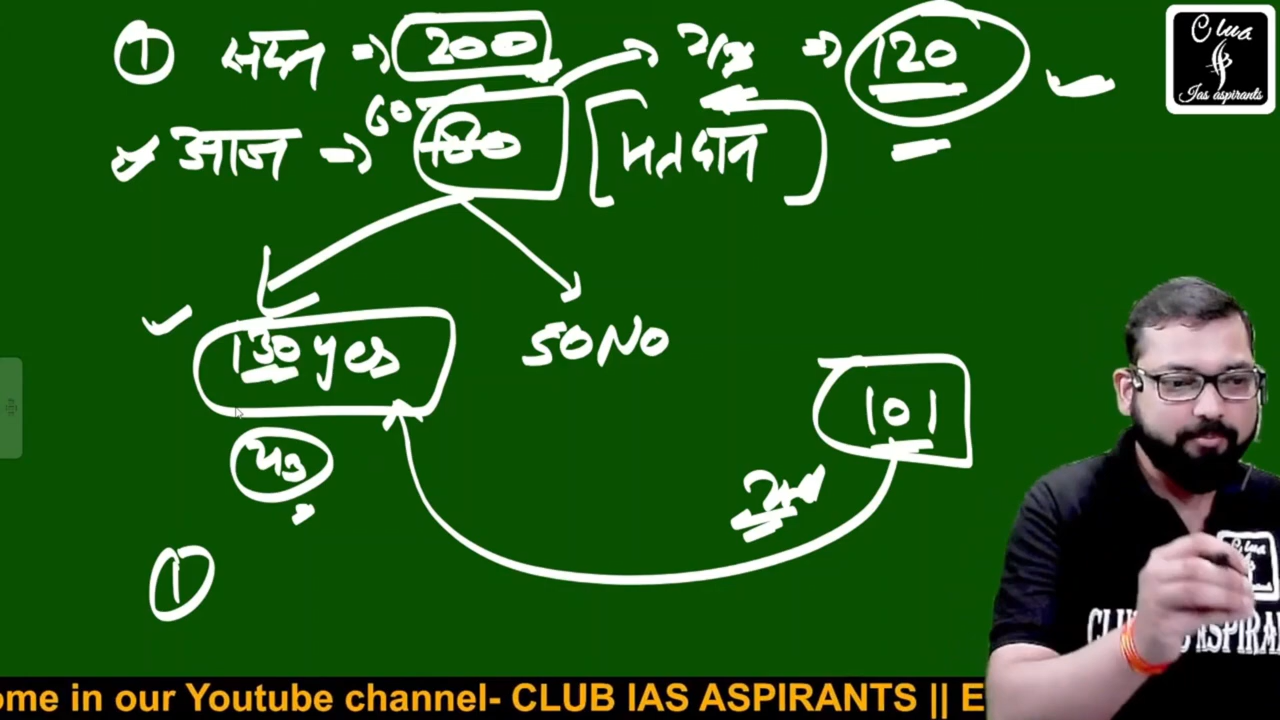 ① सदन ⇒ 200 → 2/3 ⇒ 120 ✓
✓ आज ⇒ 60 180 [मतदान]
✓ 130 yes
50 NO
101
①
Club
Ias aspirants
ome in our Youtube channel- CLUB IAS ASPIRANTS || E